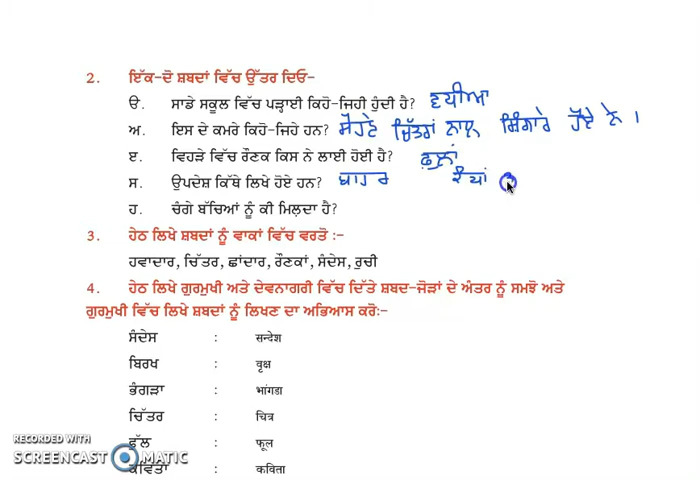 2. ਇੱਕ-ਦੋ ਸ਼ਬਦਾਂ ਵਿੱਚ ਉੱਤਰ ਦਿਓ-
ੳ. ਸਾਡੇ ਸਕੂਲ ਵਿੱਚ ਪੜ੍ਹਾਈ ਕਿਹੋ-ਜਿਹੀ ਹੁੰਦੀ ਹੈ? ਵਧੀਆ
ਅ. ਇਸ ਦੇ ਕਮਰੇ ਕਿਹੋ-ਜਿਹੇ ਹਨ? ਸੋਹਣੇ ਚਿੱਤਰਾਂ ਨਾਲ ਸ਼ਿੰਗਾਰੇ ਹੋਏ ਨੇ ।
ੲ. ਵਿਹੜੇ ਵਿੱਚ ਰੌਣਕ ਕਿਸ ਨੇ ਲਾਈ ਹੋਈ ਹੈ? ਫੁਲਾਂ
ਸ. ਉਪਦੇਸ਼ ਕਿੱਥੇ ਲਿਖੇ ਹੋਏ ਹਨ? ਬਾਹਰ ਕੰਧਾਂ
ਹ. ਚੰਗੇ ਬੱਚਿਆਂ ਨੂੰ ਕੀ ਮਿਲ਼ਦਾ ਹੈ?
3. ਹੇਠ ਲਿਖੇ ਸ਼ਬਦਾਂ ਨੂੰ ਵਾਕਾਂ ਵਿੱਚ ਵਰਤੋ :-
ਹਵਾਦਾਰ, ਚਿੱਤਰ, ਛਾਂਦਾਰ, ਰੌਣਕਾਂ, ਸੰਦੇਸ, ਰੁਚੀ
4. ਹੇਠ ਲਿਖੇ ਗੁਰਮੁਖੀ ਅਤੇ ਦੇਵਨਾਗਰੀ ਵਿੱਚ ਦਿੱਤੇ ਸ਼ਬਦ-ਜੋੜਾਂ ਦੇ ਅੰਤਰ ਨੂੰ ਸਮਝੋ ਅਤੇ
ਗੁਰਮੁਖੀ ਵਿੱਚ ਲਿਖੇ ਸ਼ਬਦਾਂ ਨੂੰ ਲਿਖਣ ਦਾ ਅਭਿਆਸ ਕਰੋ:-
ਸੰਦੇਸ : सन्देश
ਬਿਰਖ : वृक्ष
ਭੰਗੜਾ : भांगडा
ਚਿੱਤਰ : चित्र
ਫੁੱਲ : फूल
ਕਵਿਤਾ : कविता
RECORDED WITH
SCREENCAST MATIC